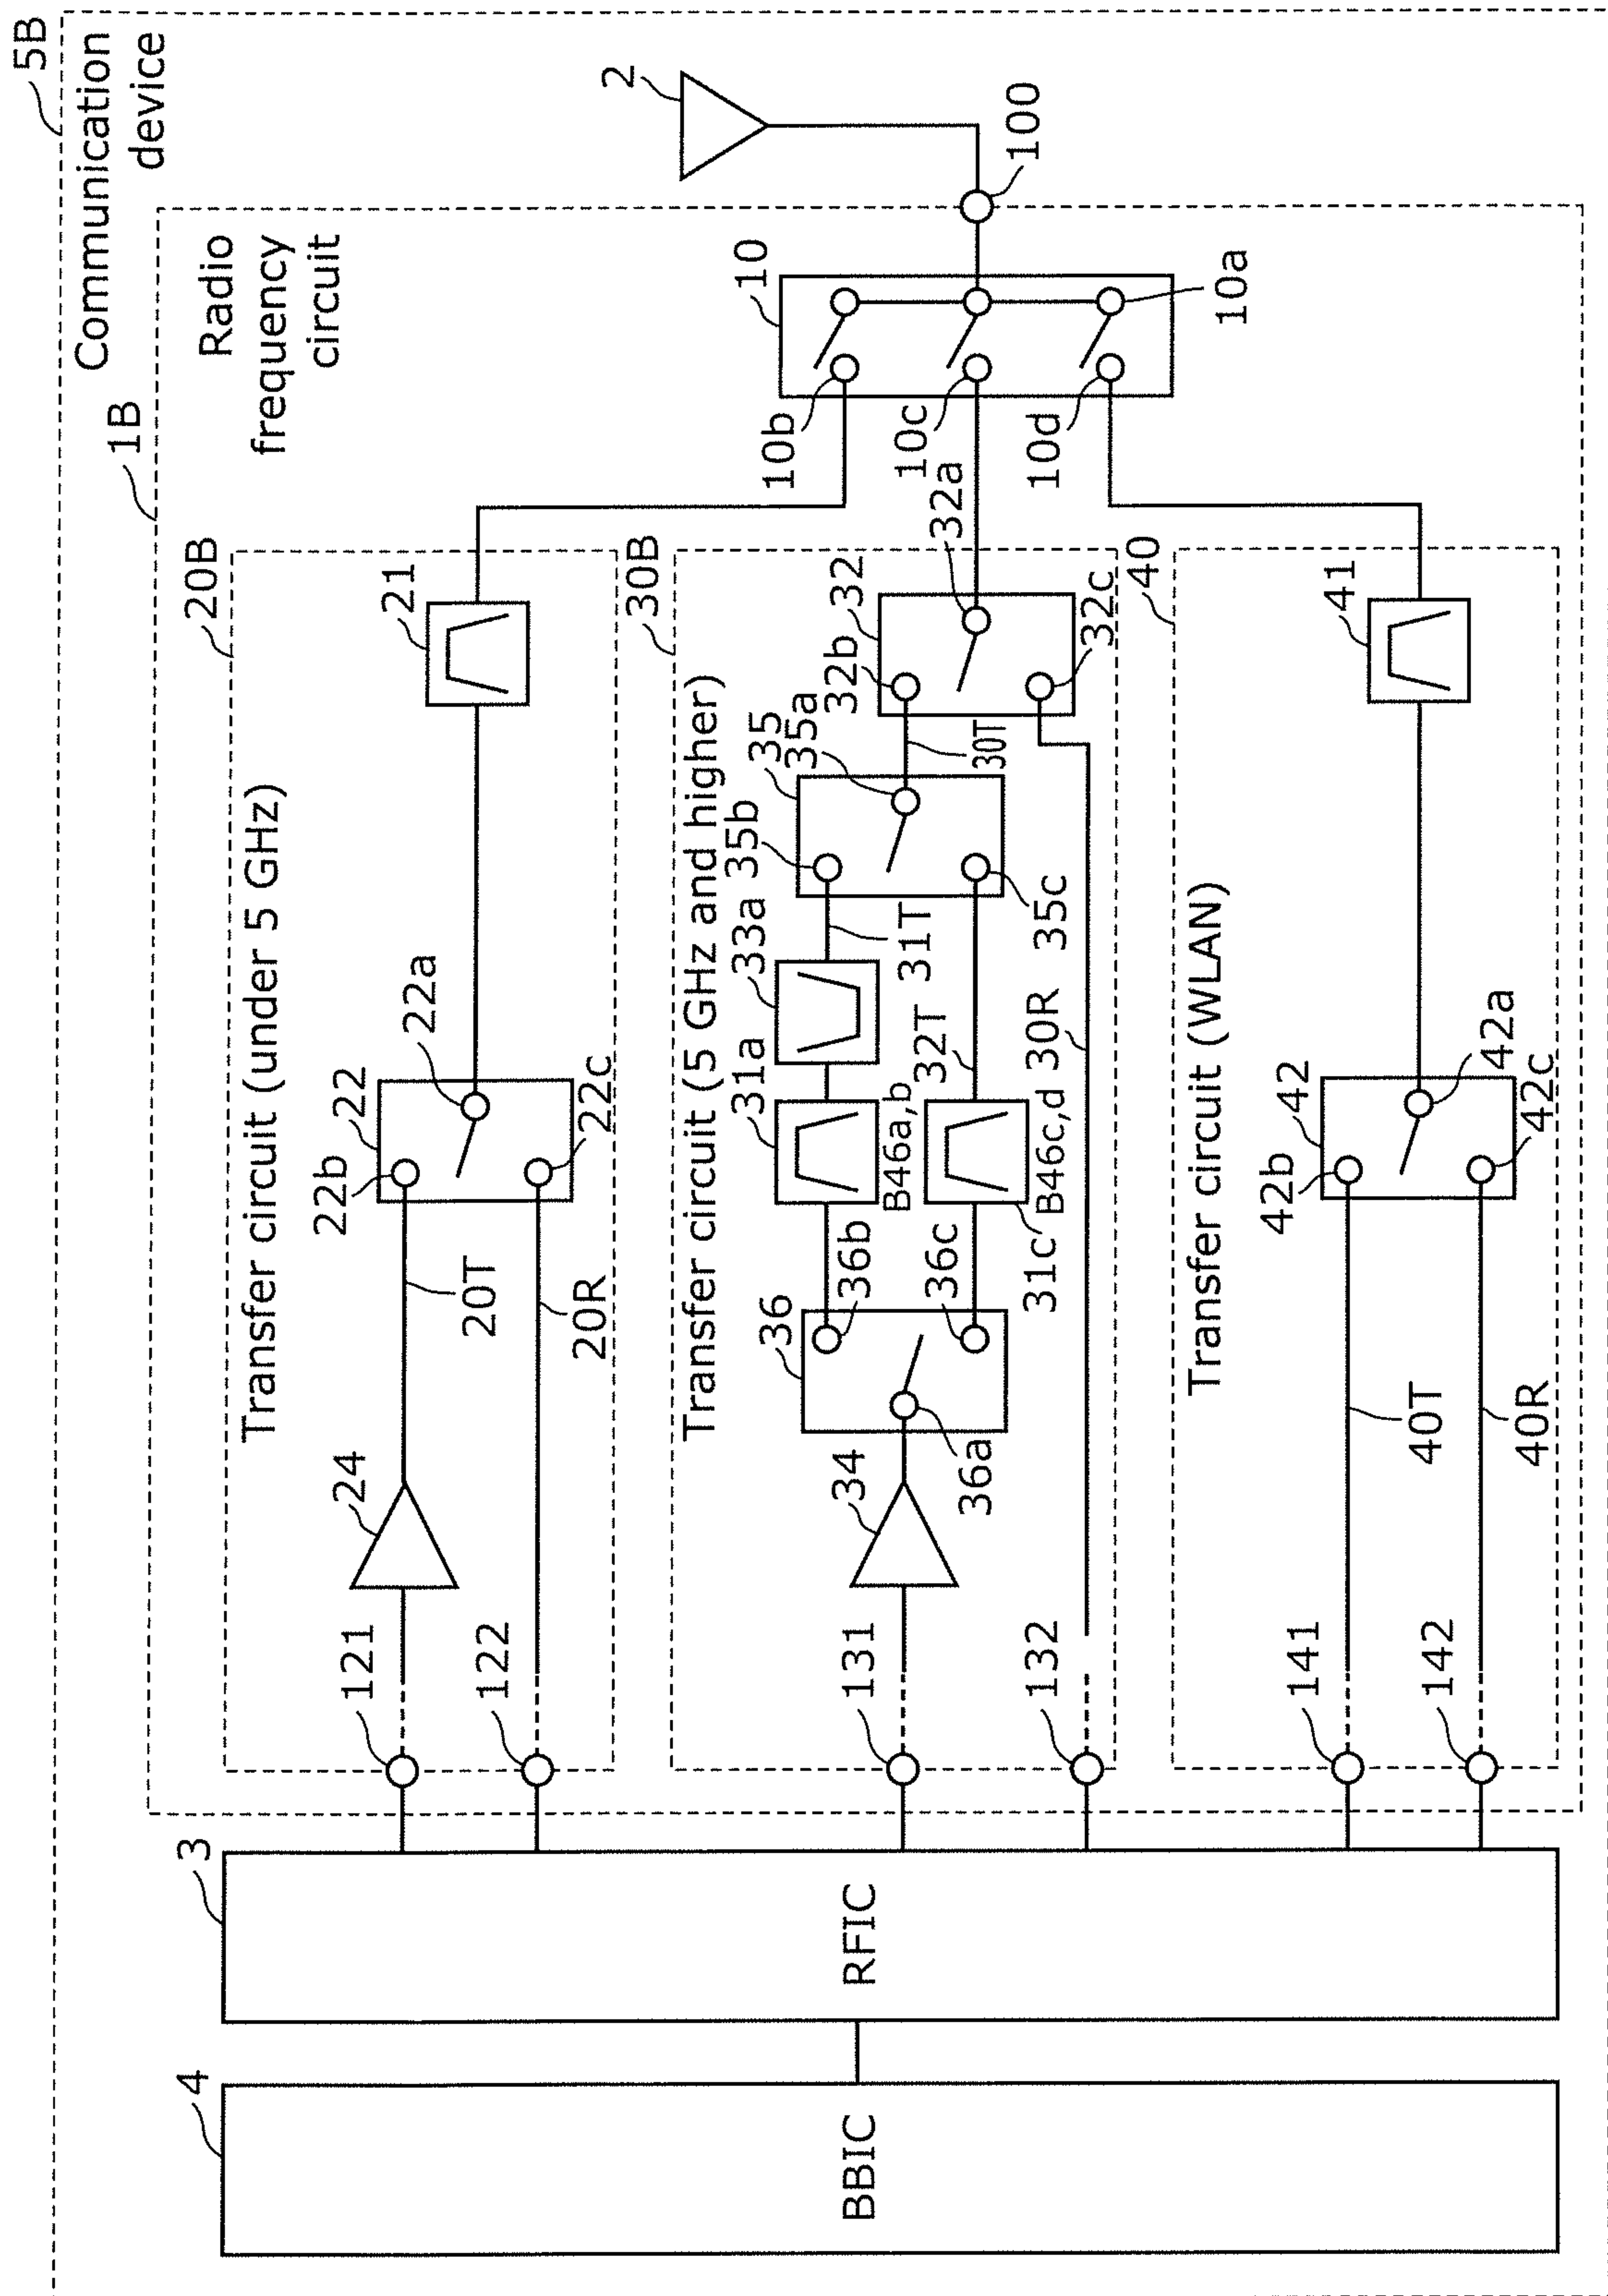 5B
Communication
device
1B
Radio
frequency
circuit
2
100
10
10a
10b
10c
10d
20B
Transfer circuit (under 5 GHz)
21
22
22a
22b
22c
24
20T
20R
121
122
30B
Transfer circuit (5 GHz and higher)
32
32a
32b
32c
30T
35
35a
35b
35c
33a
31T
31a
B46a,b
32T
30R
B46c,d
31c
36
36a
36b
36c
34
131
132
40
Transfer circuit (WLAN)
41
42
42a
42b
42c
40T
40R
141
142
3
RFIC
4
BBIC